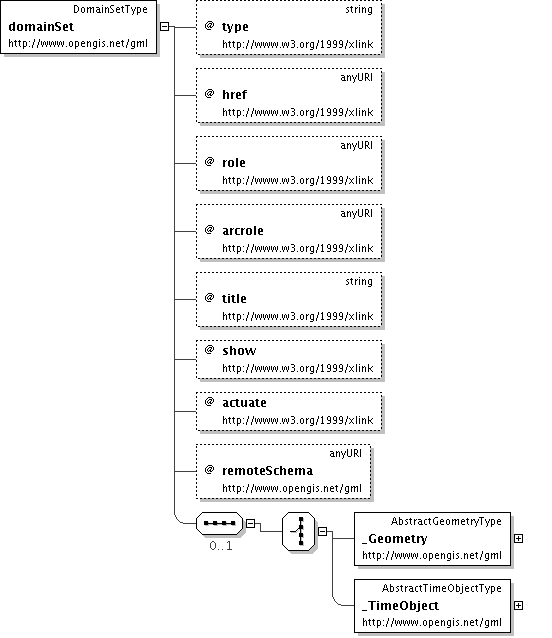 DomainSetType
domainSet
http://www.opengis.net/gml
string
@ type
http://www.w3.org/1999/xlink
anyURI
@ href
http://www.w3.org/1999/xlink
anyURI
@ role
http://www.w3.org/1999/xlink
anyURI
@ arcrole
http://www.w3.org/1999/xlink
string
@ title
http://www.w3.org/1999/xlink
@ show
http://www.w3.org/1999/xlink
@ actuate
http://www.w3.org/1999/xlink
anyURI
@ remoteSchema
http://www.opengis.net/gml
0..1
AbstractGeometryType
_Geometry
http://www.opengis.net/gml
AbstractTimeObjectType
_TimeObject
http://www.opengis.net/gml